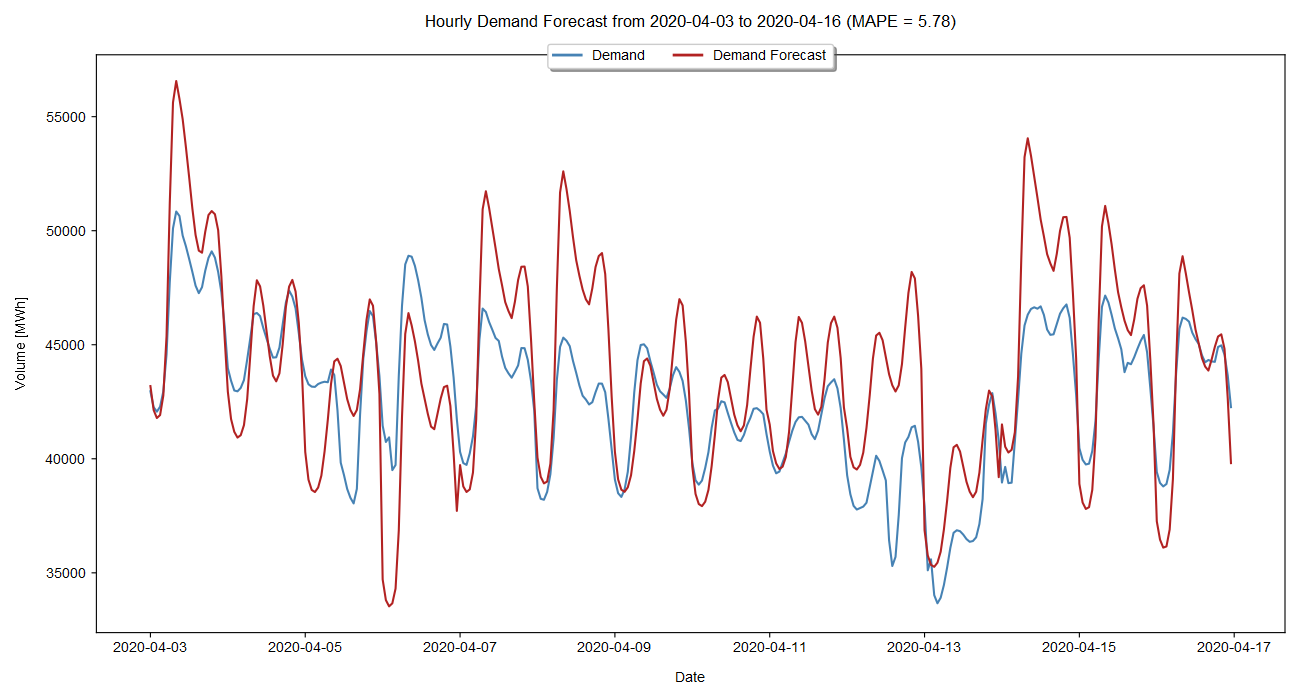 Hourly Demand Forecast from 2020-04-03 to 2020-04-16 (MAPE = 5.78)
Demand
Demand Forecast
Volume [MWh]
55000
50000
45000
40000
35000
2020-04-03
2020-04-05
2020-04-07
2020-04-09
2020-04-11
2020-04-13
2020-04-15
2020-04-17
Date